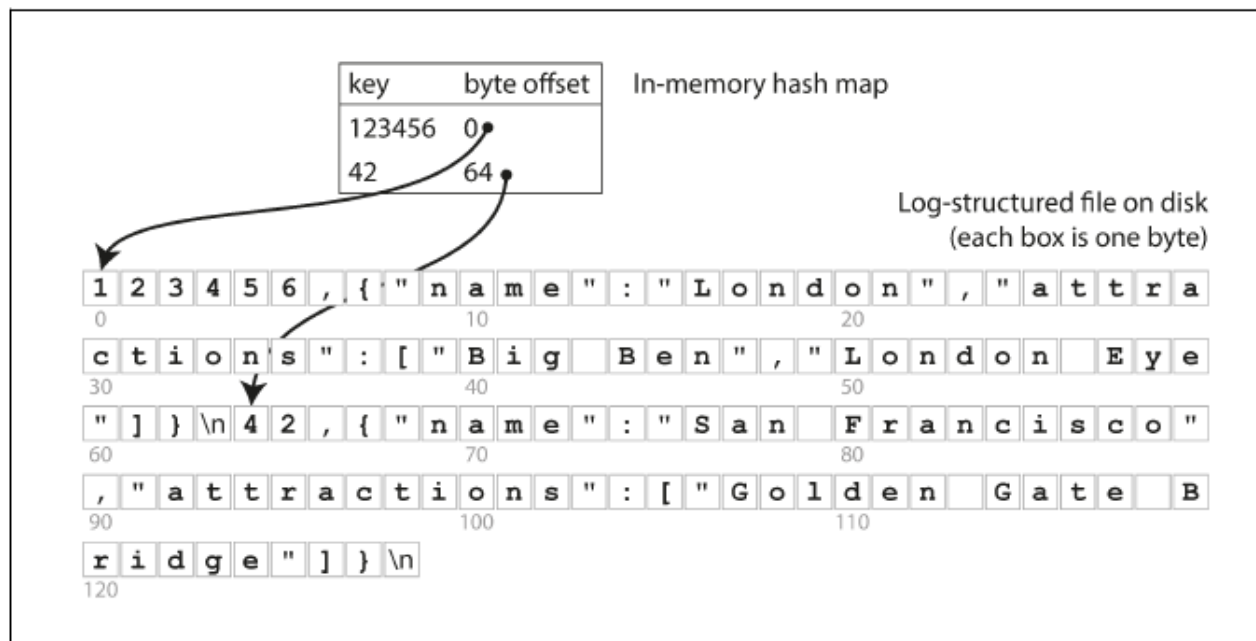 key byte offset In-memory hash map
123456 0
42 64
Log-structured file on disk
(each box is one byte)
123456,{"name":"London","attra
0 10 20
ctions":["Big Ben","London Eye
30 40 50
"]}\n42,{"name":"San Francisco"
60 70 80
,"attractions":["Golden Gate B
90 100 110
ridge"]}\n
120